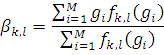 β_{k,l} = \frac{\sum_{i=1}^{M} g_i f_{k,l}(g_i)}{\sum_{i=1}^{M} f_{k,l}(g_i)}